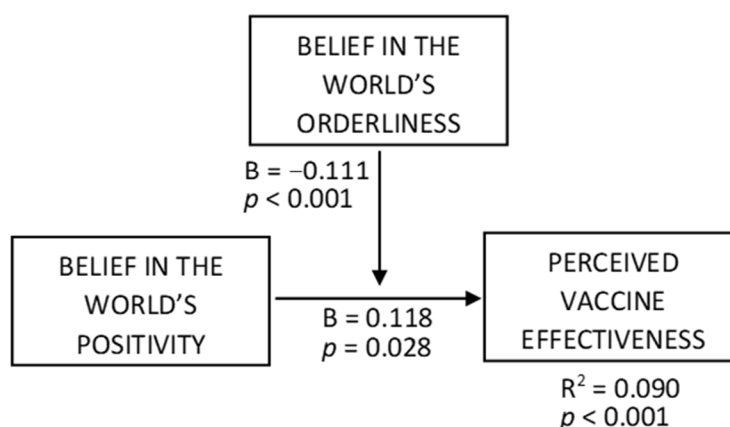 BELIEF IN THE
WORLD’S
ORDERLINESS
B = −0.111
p < 0.001
BELIEF IN THE
WORLD’S
POSITIVITY
B = 0.118
p = 0.028
PERCEIVED
VACCINE
EFFECTIVENESS
R² = 0.090
p < 0.001